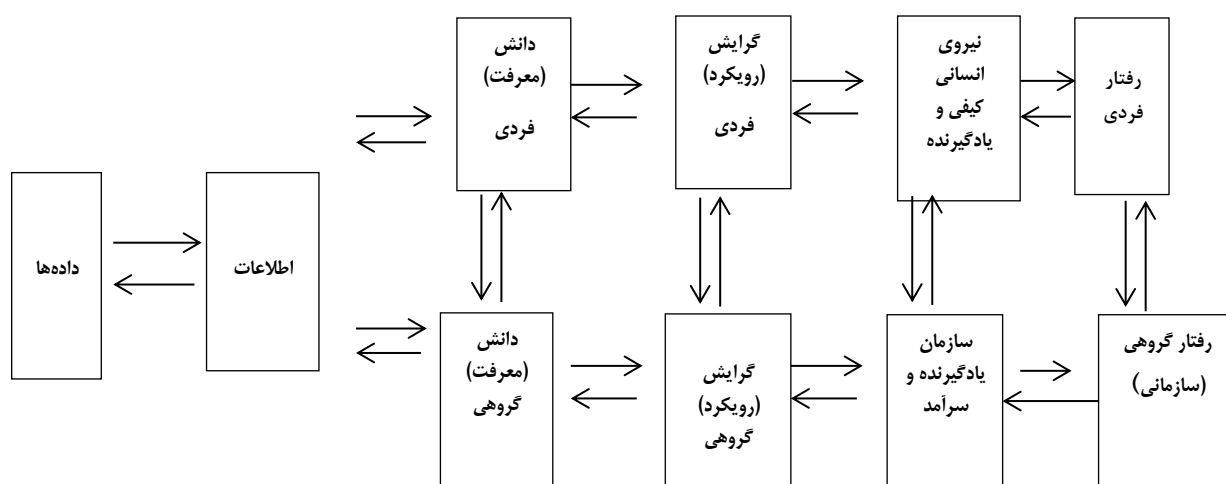 داده‌ها
اطلاعات
دانش
(معرفت)
فردی
گرایش
(رویکرد)
فردی
نیروی
انسانی
کیفی و
یادگیرنده
رفتار
فردی
دانش
(معرفت)
گروهی
گرایش
(رویکرد)
گروهی
سازمان
یادگیرنده و
سرآمد
رفتار گروهی
(سازمانی)